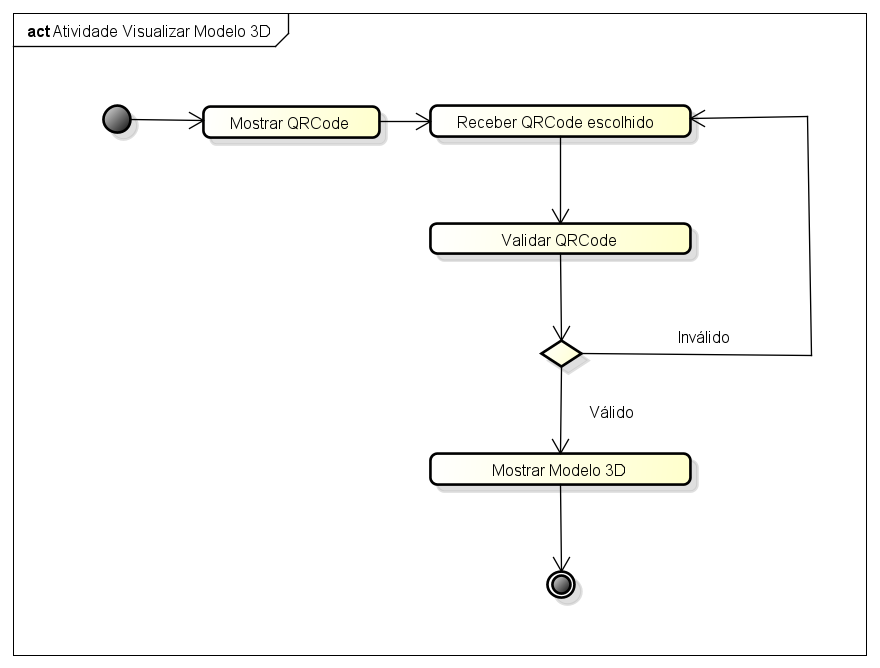 act Atividade Visualizar Modelo 3D
Mostrar QRCode
Receber QRCode escolhido
Validar QRCode
Inválido
Válido
Mostrar Modelo 3D